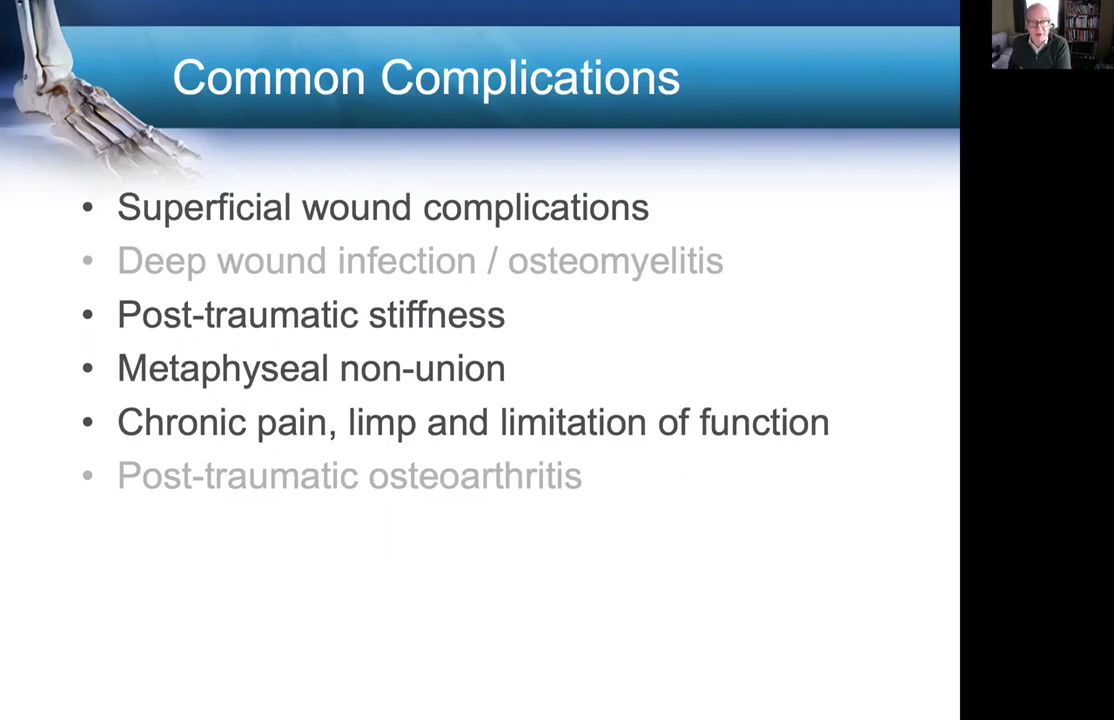 Common Complications
• Superficial wound complications
• Deep wound infection / osteomyelitis
• Post-traumatic stiffness
• Metaphyseal non-union
• Chronic pain, limp and limitation of function
• Post-traumatic osteoarthritis